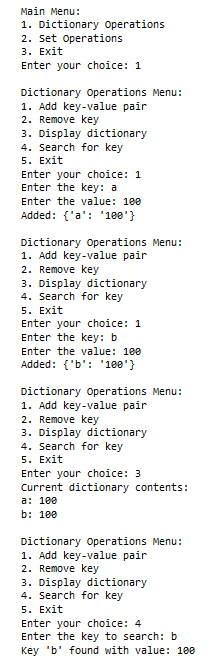 Main Menu:
1. Dictionary Operations
2. Set Operations
3. Exit
Enter your choice: 1
Dictionary Operations Menu:
1. Add key-value pair
2. Remove key
3. Display dictionary
4. Search for key
5. Exit
Enter your choice: 1
Enter the key: a
Enter the value: 100
Added: {'a': '100'}
Dictionary Operations Menu:
1. Add key-value pair
2. Remove key
3. Display dictionary
4. Search for key
5. Exit
Enter your choice: 1
Enter the key: b
Enter the value: 100
Added: {'b': '100'}
Dictionary Operations Menu:
1. Add key-value pair
2. Remove key
3. Display dictionary
4. Search for key
5. Exit
Enter your choice: 3
Current dictionary contents:
a: 100
b: 100
Dictionary Operations Menu:
1. Add key-value pair
2. Remove key
3. Display dictionary
4. Search for key
5. Exit
Enter your choice: 4
Enter the key to search: b
Key 'b' found with value: 100